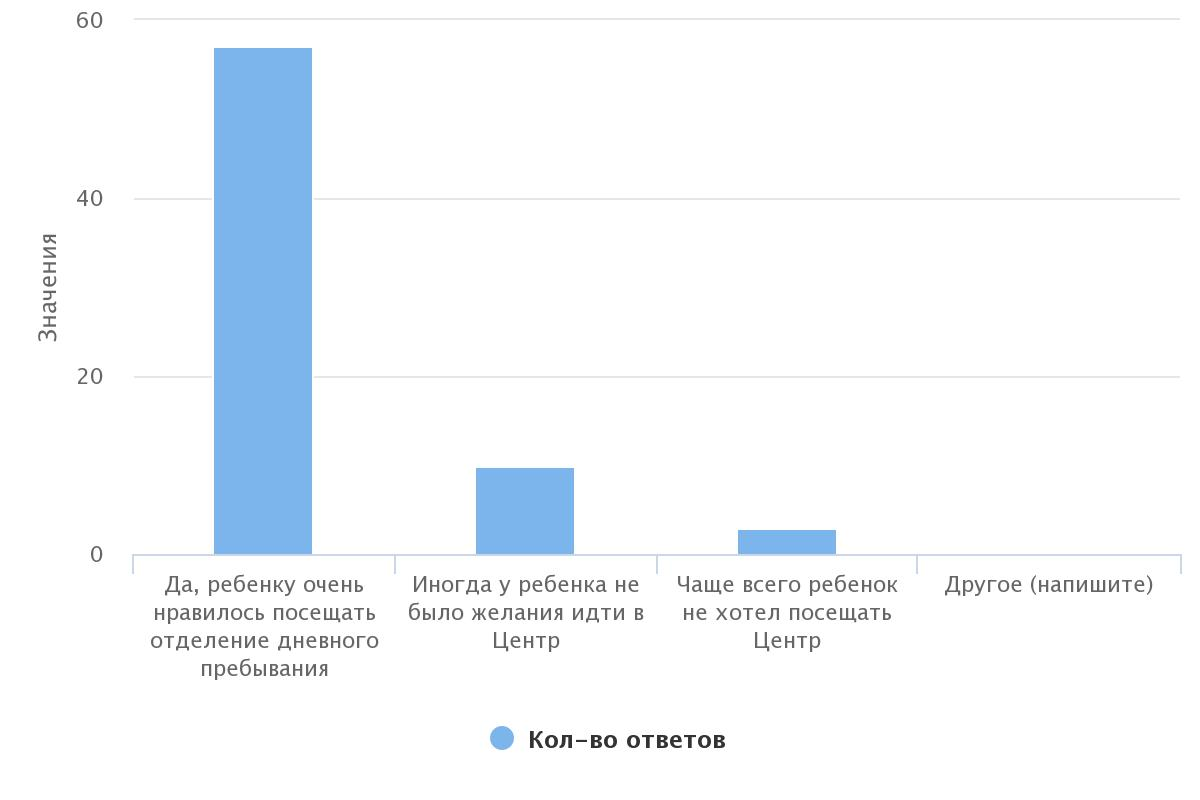 60
40
20
0
Значения
Да, ребенку очень
нравилось посещать
отделение дневного
пребывания
Иногда у ребенка не
было желания идти в
Центр
Чаще всего ребенок
не хотел посещать
Центр
Другое (напишите)
Кол-во ответов